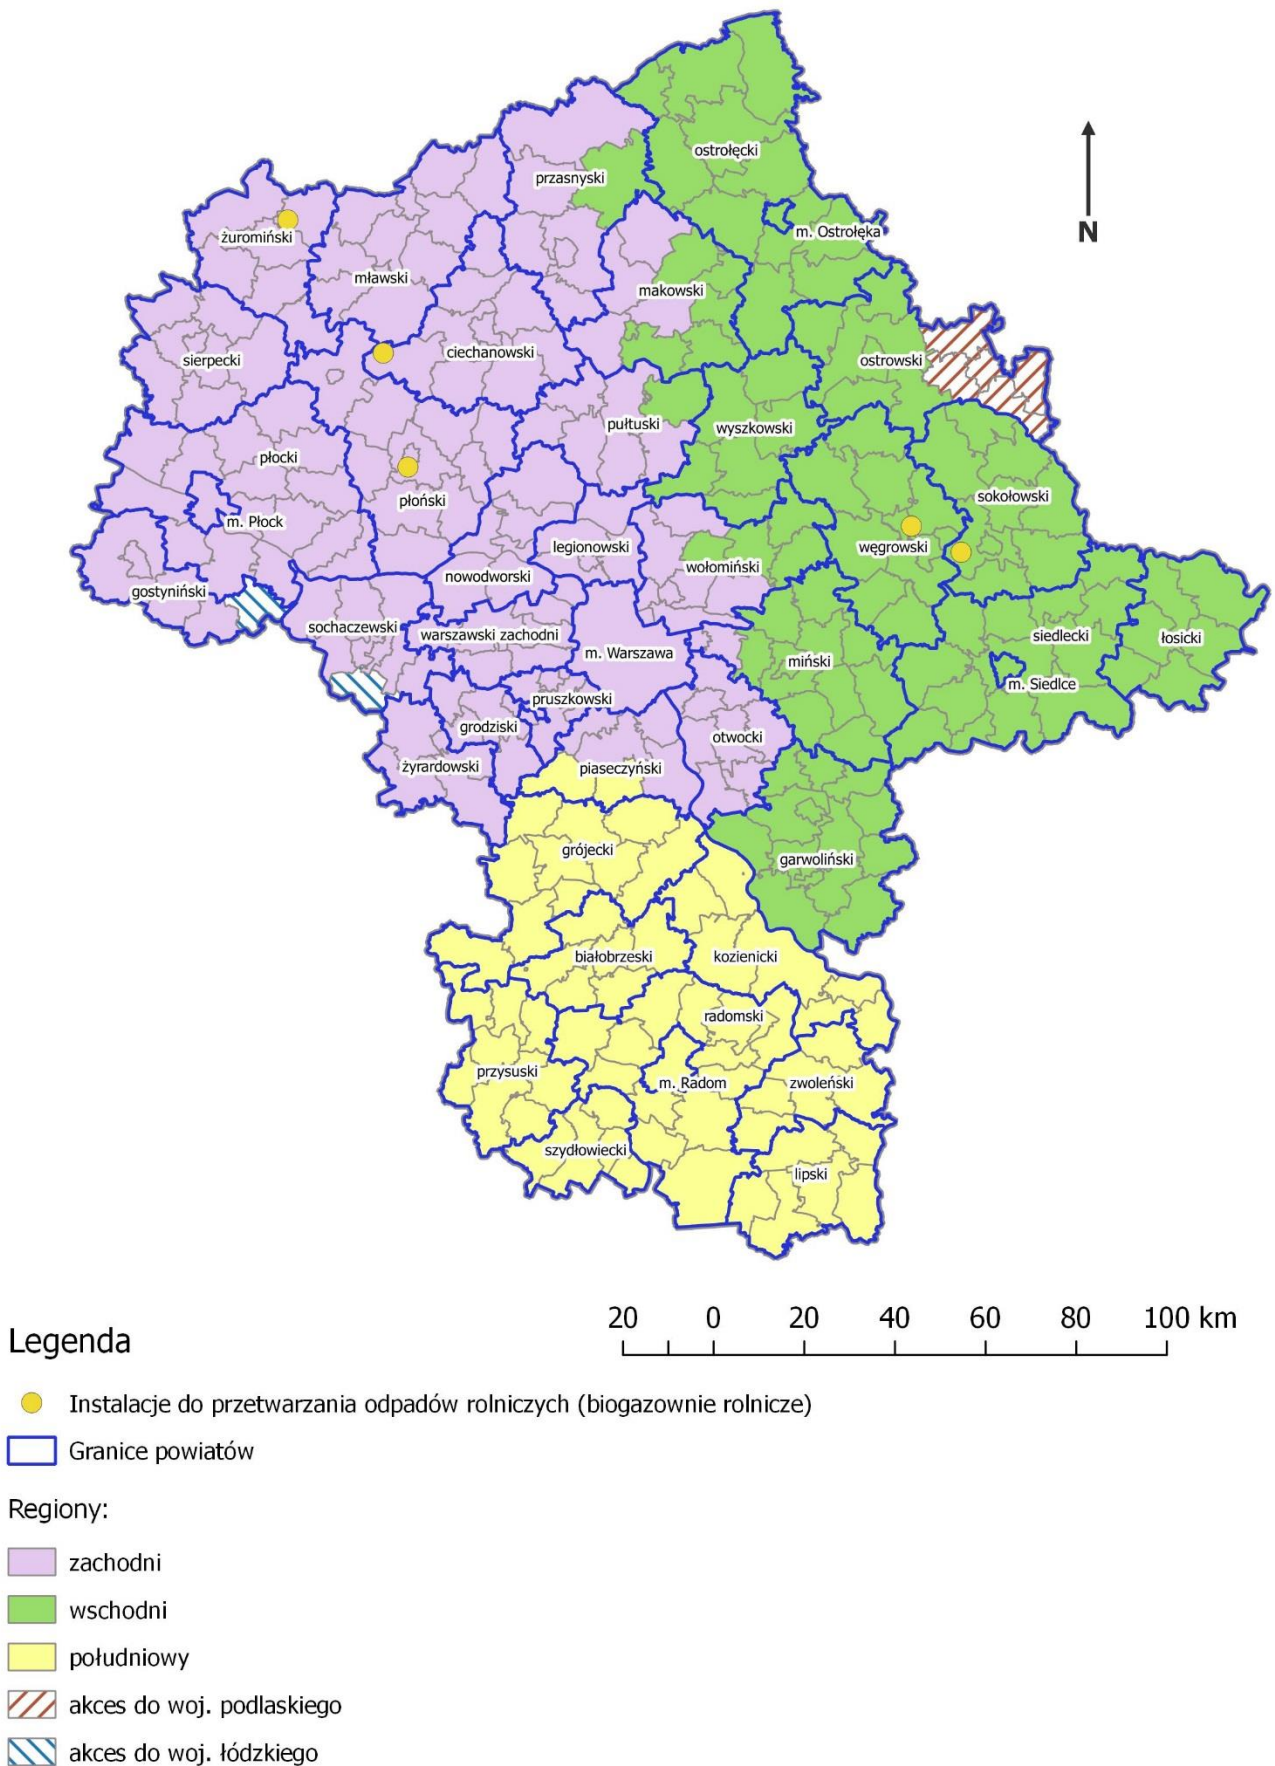 ostrołęcki
przasnyski
N
m. Ostrołęka
żuromiński
mławski
makowski
sierpecki
ciechanowski
ostrowski
pułtuski
wyszkowski
płocki
płoński
sokołowski
m. Płock
legionowski
węgrowski
wołomiński
nowodworski
gostyniński
sochaczewski
warszawski zachodni
siedlecki
łosicki
m. Warszawa
miński
m. Siedlce
pruszkowski
grodziski
otwocki
żyrardowski
piaseczyński
grójecki
garwoliński
białobrzeski
kozienicki
radomski
przysuski
m. Radom
zwoleński
szydłowiecki
lipski
20 0 20 40 60 80 100 km
Legenda
Instalacje do przetwarzania odpadów rolniczych (biogazownie rolnicze)
Granice powiatów
Regiony:
zachodni
wschodni
południowy
akces do woj. podlaskiego
akces do woj. łódzkiego